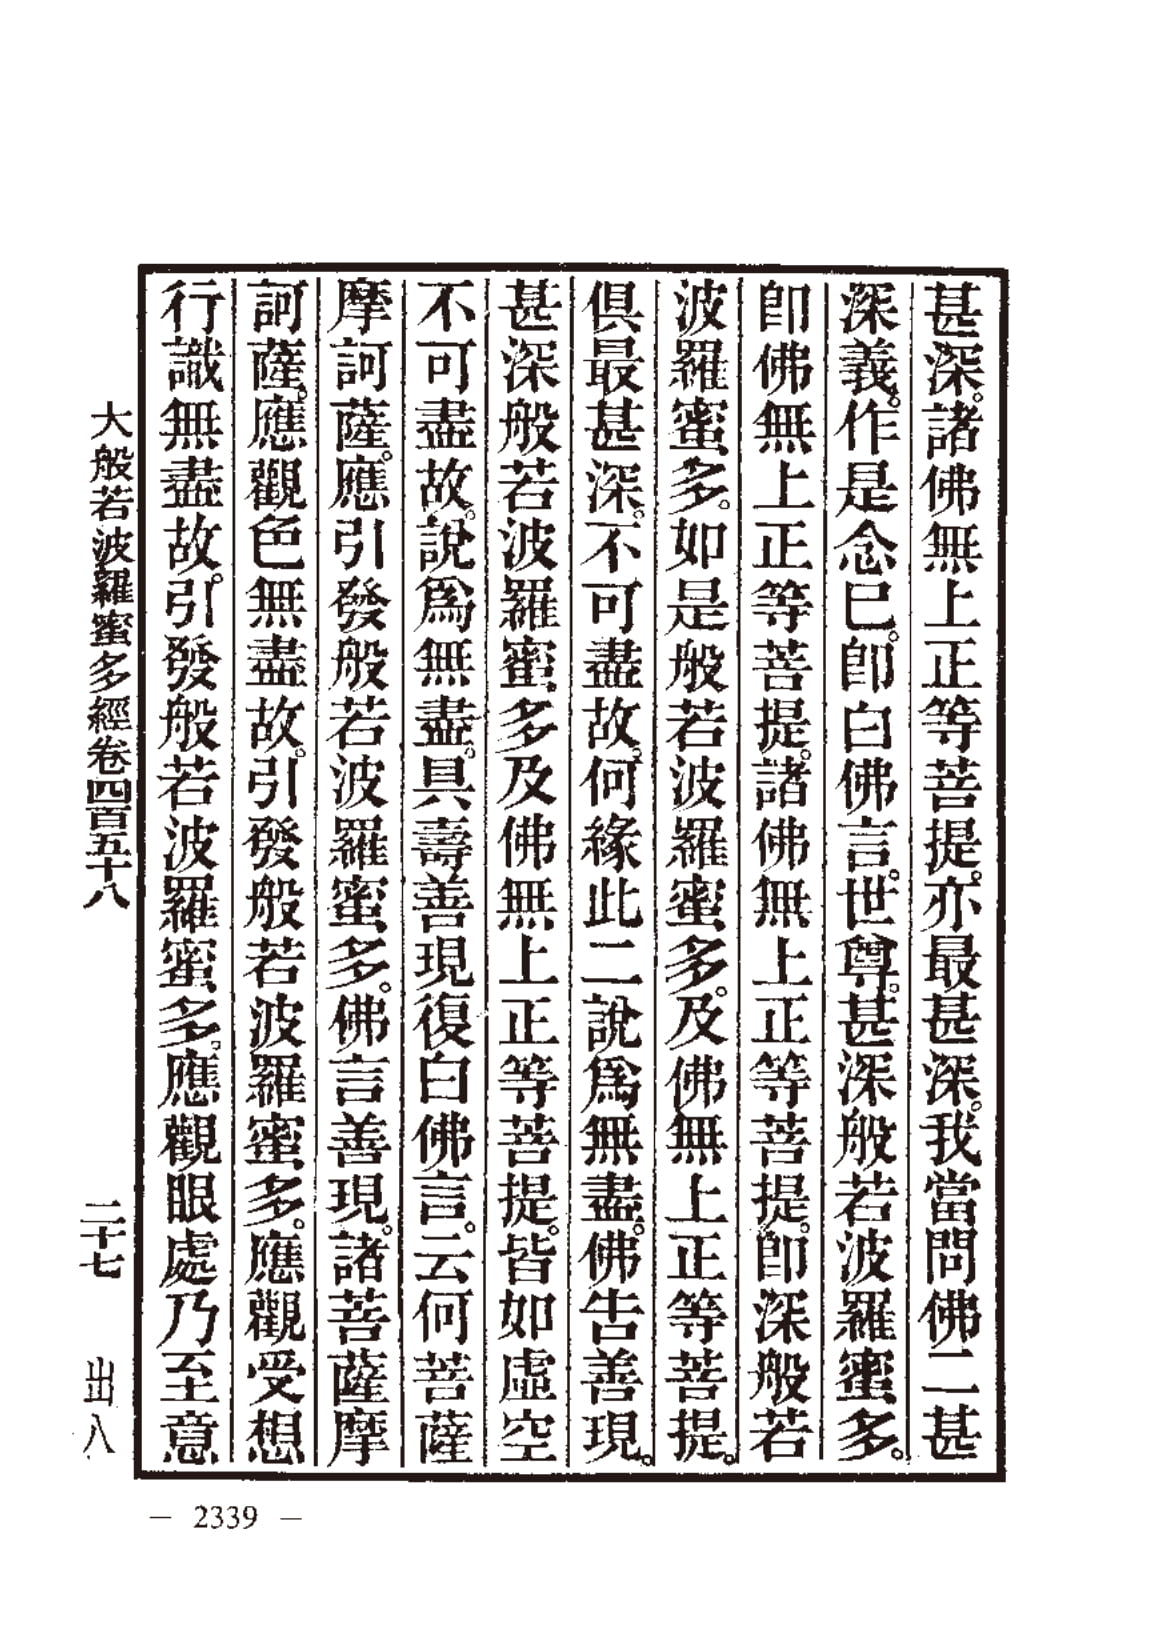 甚深。諸佛無上正等菩提。亦最甚深。我當問佛二甚
深義。作是念已。卽白佛言。世尊。甚深般若波羅蜜多。
卽佛無上正等菩提。諸佛無上正等菩提。卽深般若
波羅蜜多。如是般若波羅蜜多。及佛無上正等菩提。
俱最甚深。不可盡故。何緣此二說爲無盡。佛告善現。
甚深般若波羅蜜多及佛無上正等菩提。皆如虛空
不可盡故。說爲無盡。具壽善現復白佛言。云何菩薩
摩訶薩。應引發般若波羅蜜多。佛言善現。諸菩薩摩
訶薩。應觀色無盡故。引發般若波羅蜜多。應觀受想
行識無盡故。引發般若波羅蜜多。應觀眼處乃至意
大般若波羅蜜多經卷四百五十八 二十七 出八
— 2339 —